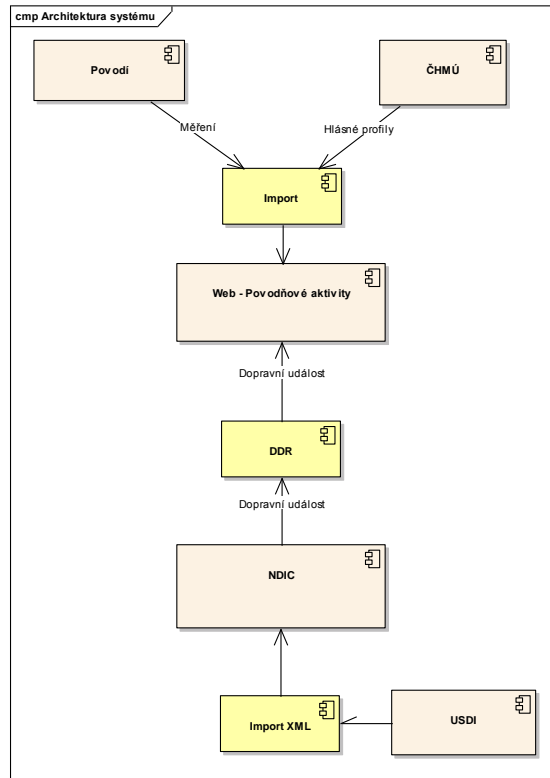 cmp Architektura systému
Povodí
ČHMÚ
Měření
Hlásné profily
Import
Web - Povodňové aktivity
Dopravní událost
DDR
Dopravní událost
NDIC
Import XML
USDI